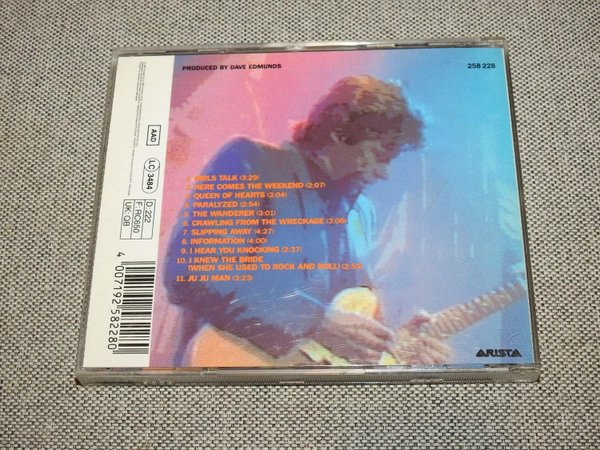 PRODUCED BY DAVE EDMUNDS
258 228
1. GIRLS TALK (3:29)
2. HERE COMES THE WEEKEND (2:07)
3. QUEEN OF HEARTS (3:04)
4. PARALYZED (2:54)
5. THE WANDERER (3:01)
6. CRAWLING FROM THE WRECKAGE (3:06)
7. SLIPPING AWAY (4:27)
8. INFORMATION (4:00)
9. I HEAR YOU KNOCKING (2:37)
10. I KNEW THE BRIDE
(WHEN SHE USED TO ROCK AND ROLL) (2:52)
11. JU JU MAN (3:23)
ARISTA
AAD
LC 3484
D: 222
F: RC650
UK: OB
4 007192 582280